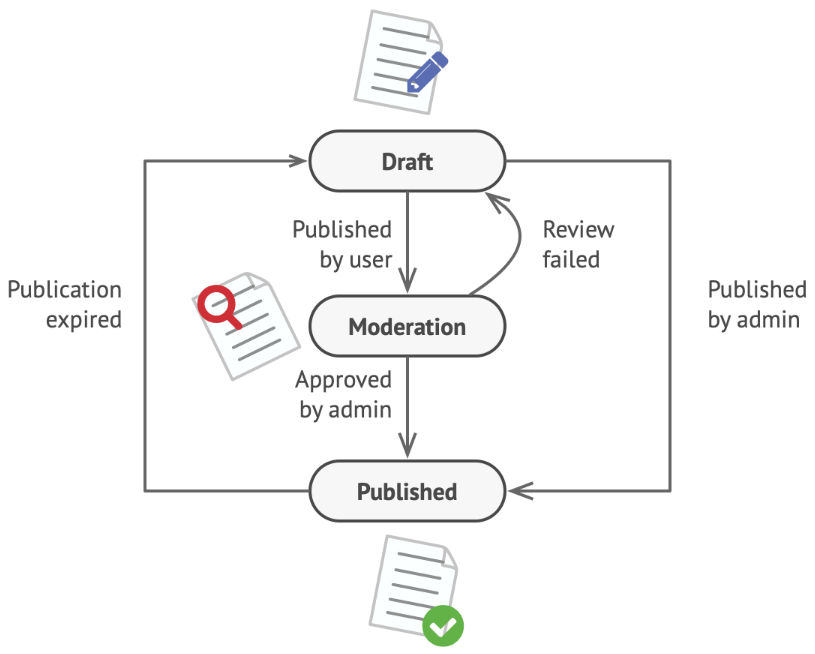 Draft
Published
by user
Review
failed
Publication
expired
Published
by admin
Moderation
Approved
by admin
Published